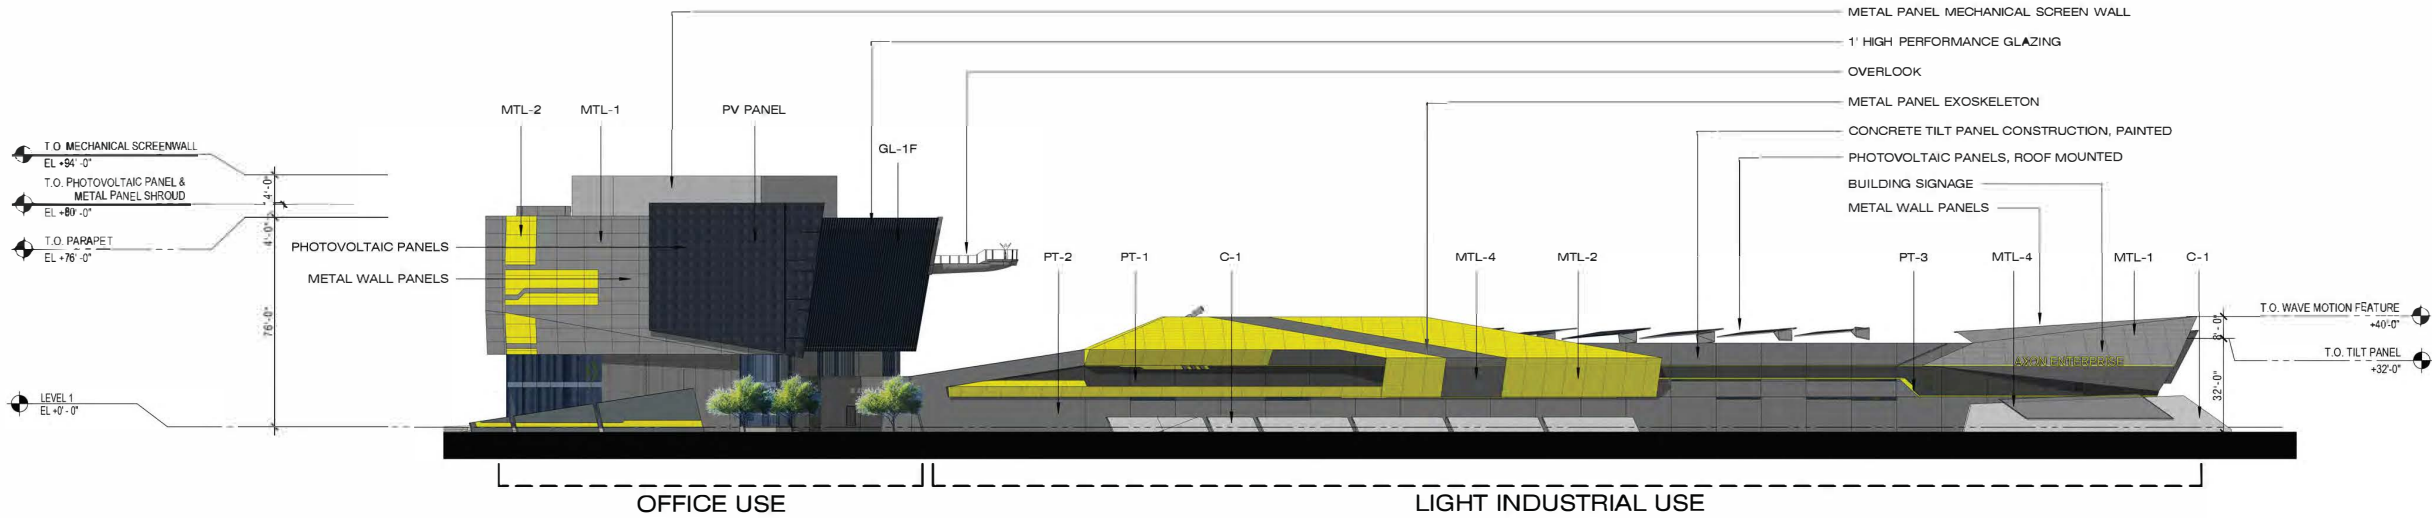 METAL PANEL MECHANICAL SCREEN WALL
1' HIGH PERFORMANCE GLAZING
OVERLOOK
METAL PANEL EXOSKELETON
CONCRETE TILT PANEL CONSTRUCTION, PAINTED
PHOTOVOLTAIC PANELS, ROOF MOUNTED
BUILDING SIGNAGE
METAL WALL PANELS
MTL-2
MTL-1
PV PANEL
GL-1F
T.O MECHANICAL SCREENWALL
EL +94'-0"
T.O. PHOTOVOLTAIC PANEL &
METAL PANEL SHROUD
EL +80'-0"
T.O. PARAPET
EL +76'-0"
4'-0"
4'-0"
76'-0"
LEVEL 1
EL +0'-0"
PHOTOVOLTAIC PANELS
METAL WALL PANELS
PT-2
PT-1
C-1
MTL-4
MTL-2
PT-3
MTL-4
MTL-1
C-1
AXON ENTERPRISE
T.O. WAVE MOTION FEATURE
+40'-0"
8'-0"
T.O. TILT PANEL
+32'-0"
32'-0"
OFFICE USE
LIGHT INDUSTRIAL USE